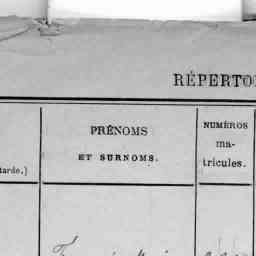 RÉPERTO
PRÉNOMS
ET SURNOMS.
NUMÉROS
ma-
tricules.
tarde.)